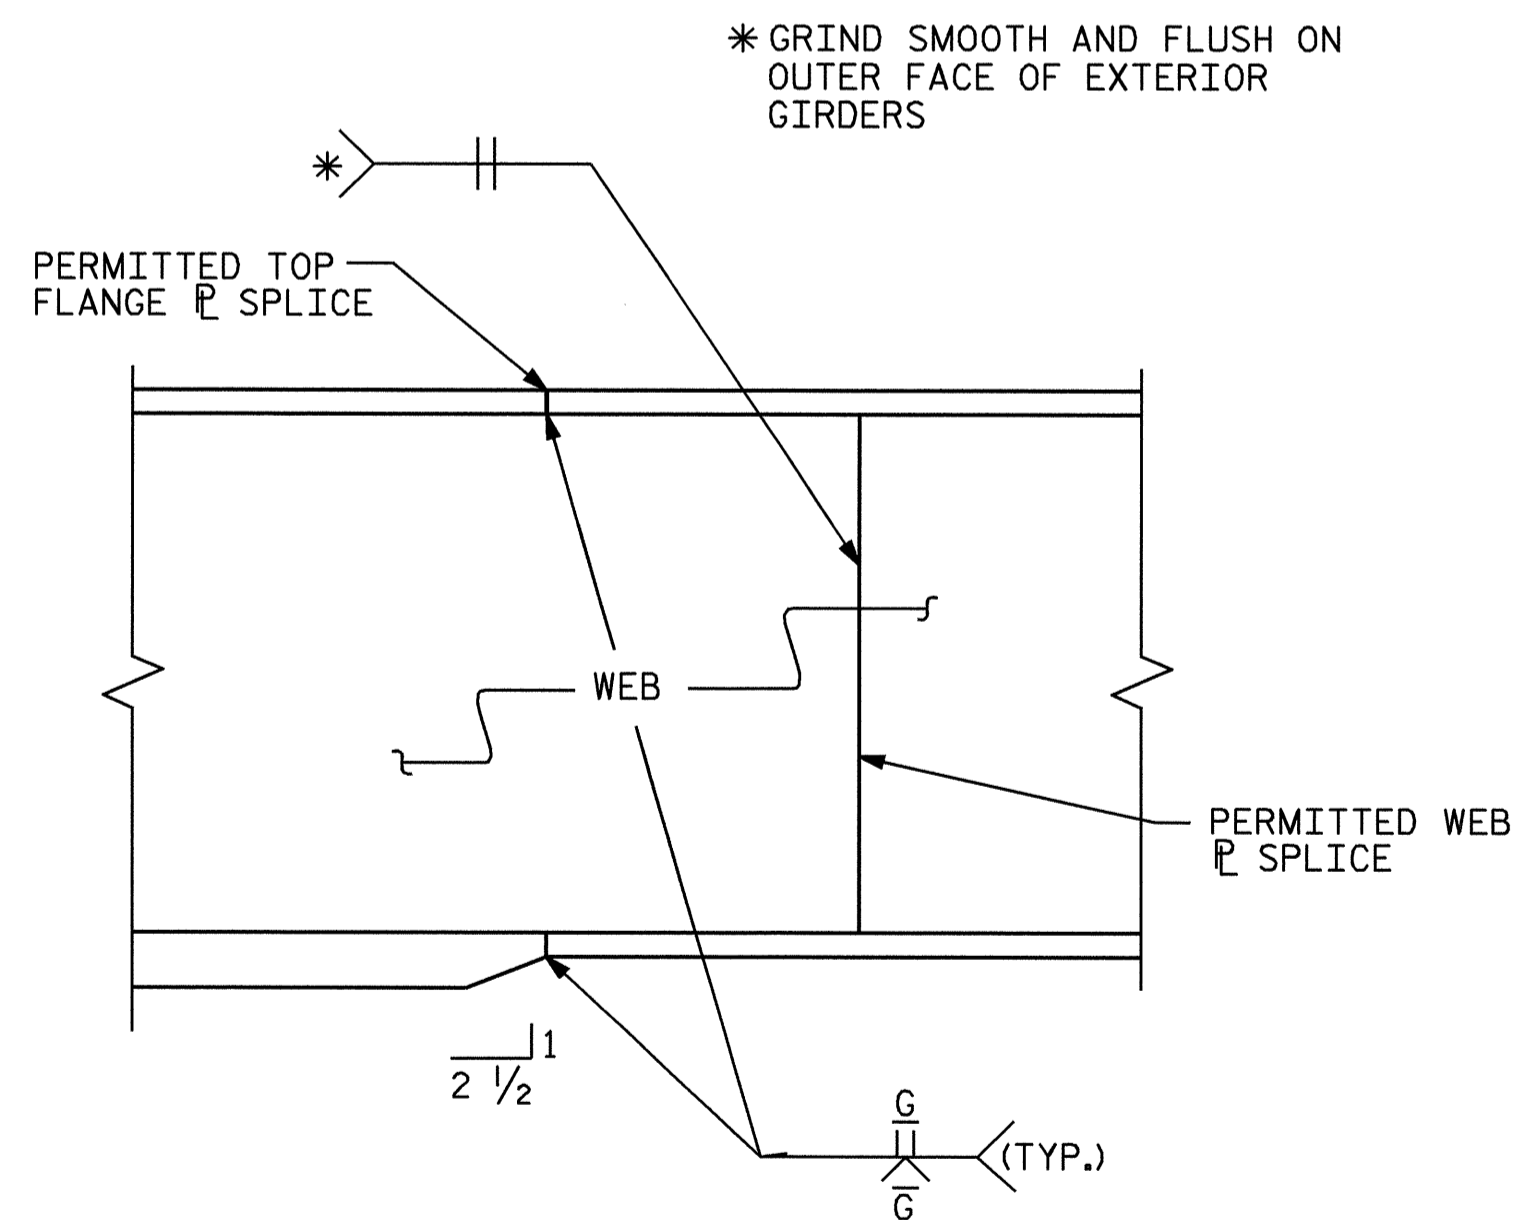 * GRIND SMOOTH AND FLUSH ON
OUTER FACE OF EXTERIOR
GIRDERS
*
PERMITTED TOP
FLANGE ⅊ SPLICE
WEB
PERMITTED WEB
⅊ SPLICE
1
2 1/2
G
(TYP.)
G